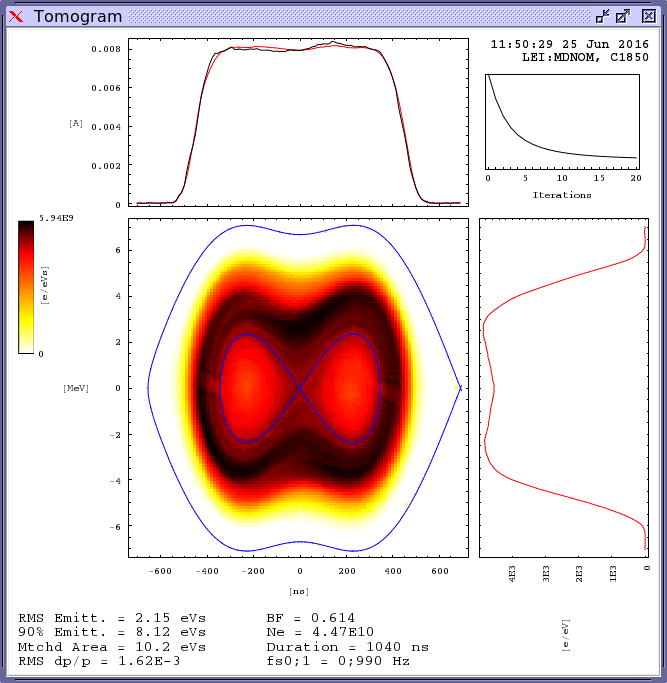 Tomogram
11:50:29 25 Jun 2016
LEI:MDNOM, C1850
[A]
0.008
0.006
0.004
0.002
0
0 5 10 15 20
Iterations
5.94E9
[e/eVs]
0
[MeV]
6
4
2
0
-2
-4
-6
-600 -400 -200 0 200 400 600
[ns]
4E3 3E3 2E3 1E3 0
[e/eV]
RMS Emitt. = 2.15 eVs BF = 0.614
90% Emitt. = 8.12 eVs Ne = 4.47E10
Mtchd Area = 10.2 eVs Duration = 1040 ns
RMS dp/p = 1.62E-3 fs0;1 = 0;990 Hz